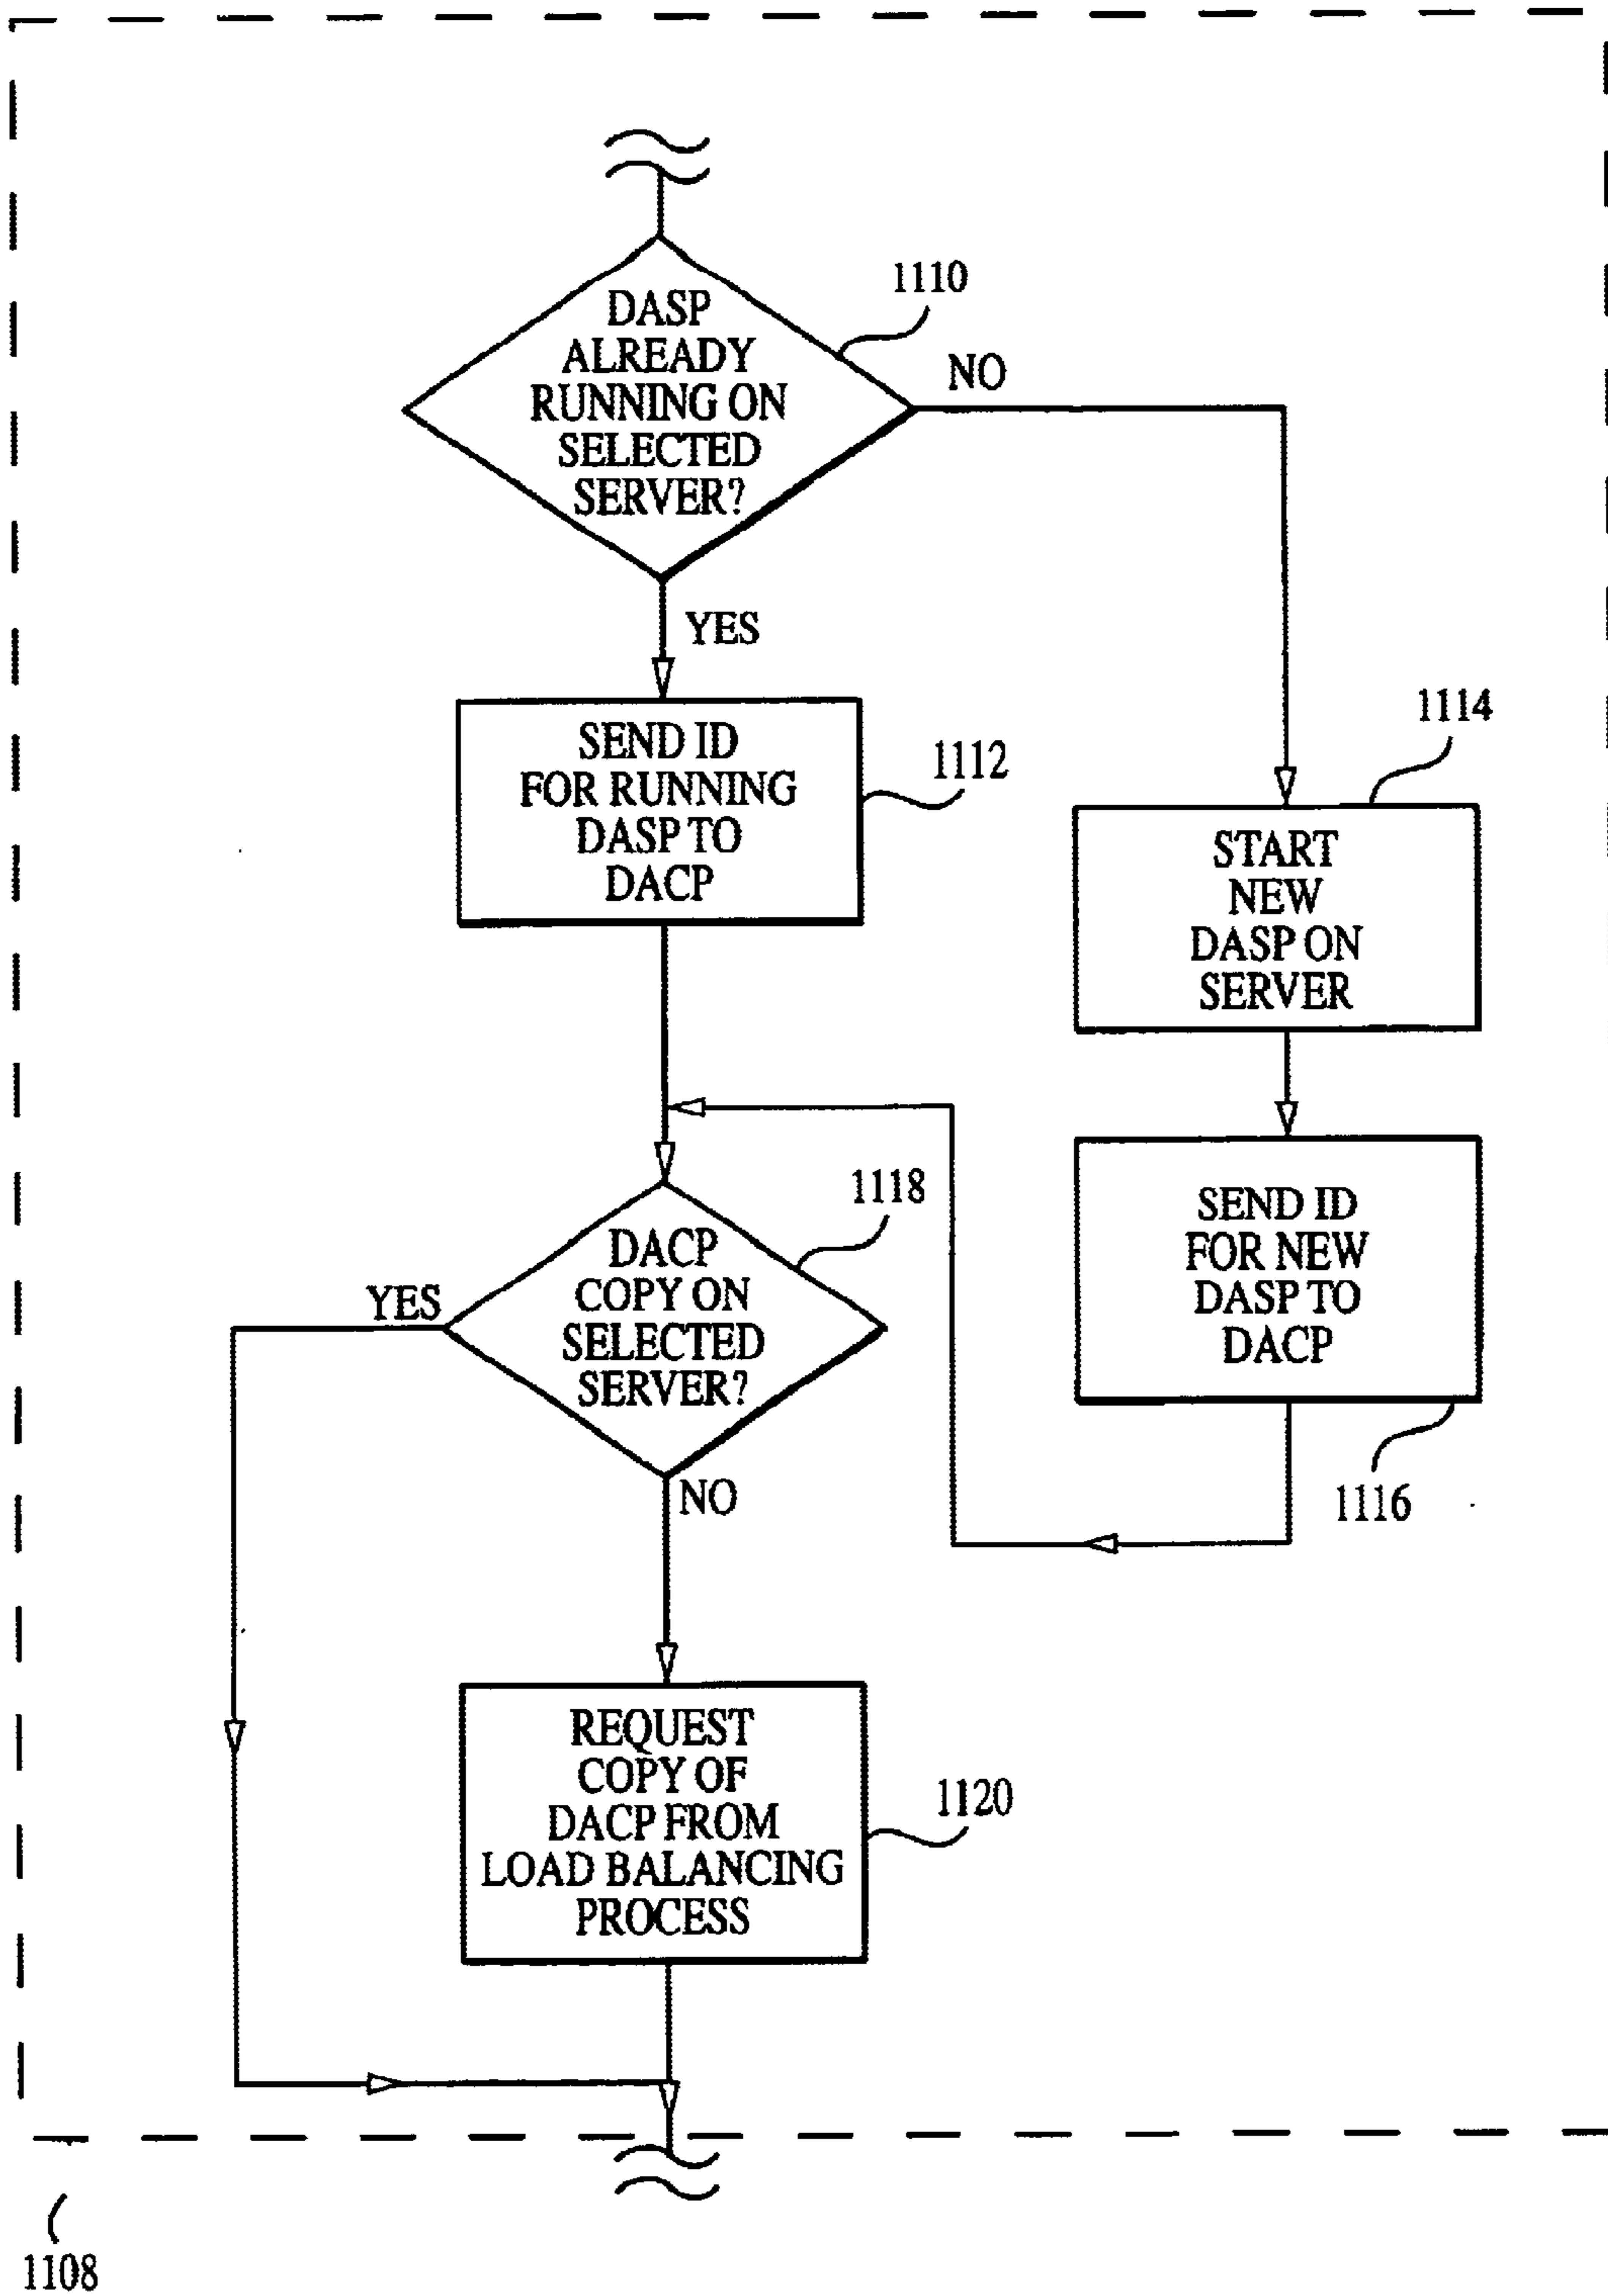 1110
DASP
ALREADY
RUNNING ON
SELECTED
SERVER?
NO
YES
SEND ID
FOR RUNNING
DASP TO
DACP
1112
1114
START
NEW
DASP ON
SERVER
SEND ID
FOR NEW
DASP TO
DACP
1116
1118
DACP
COPY ON
SELECTED
SERVER?
YES
NO
REQUEST
COPY OF
DACP FROM
LOAD BALANCING
PROCESS
1120
1108